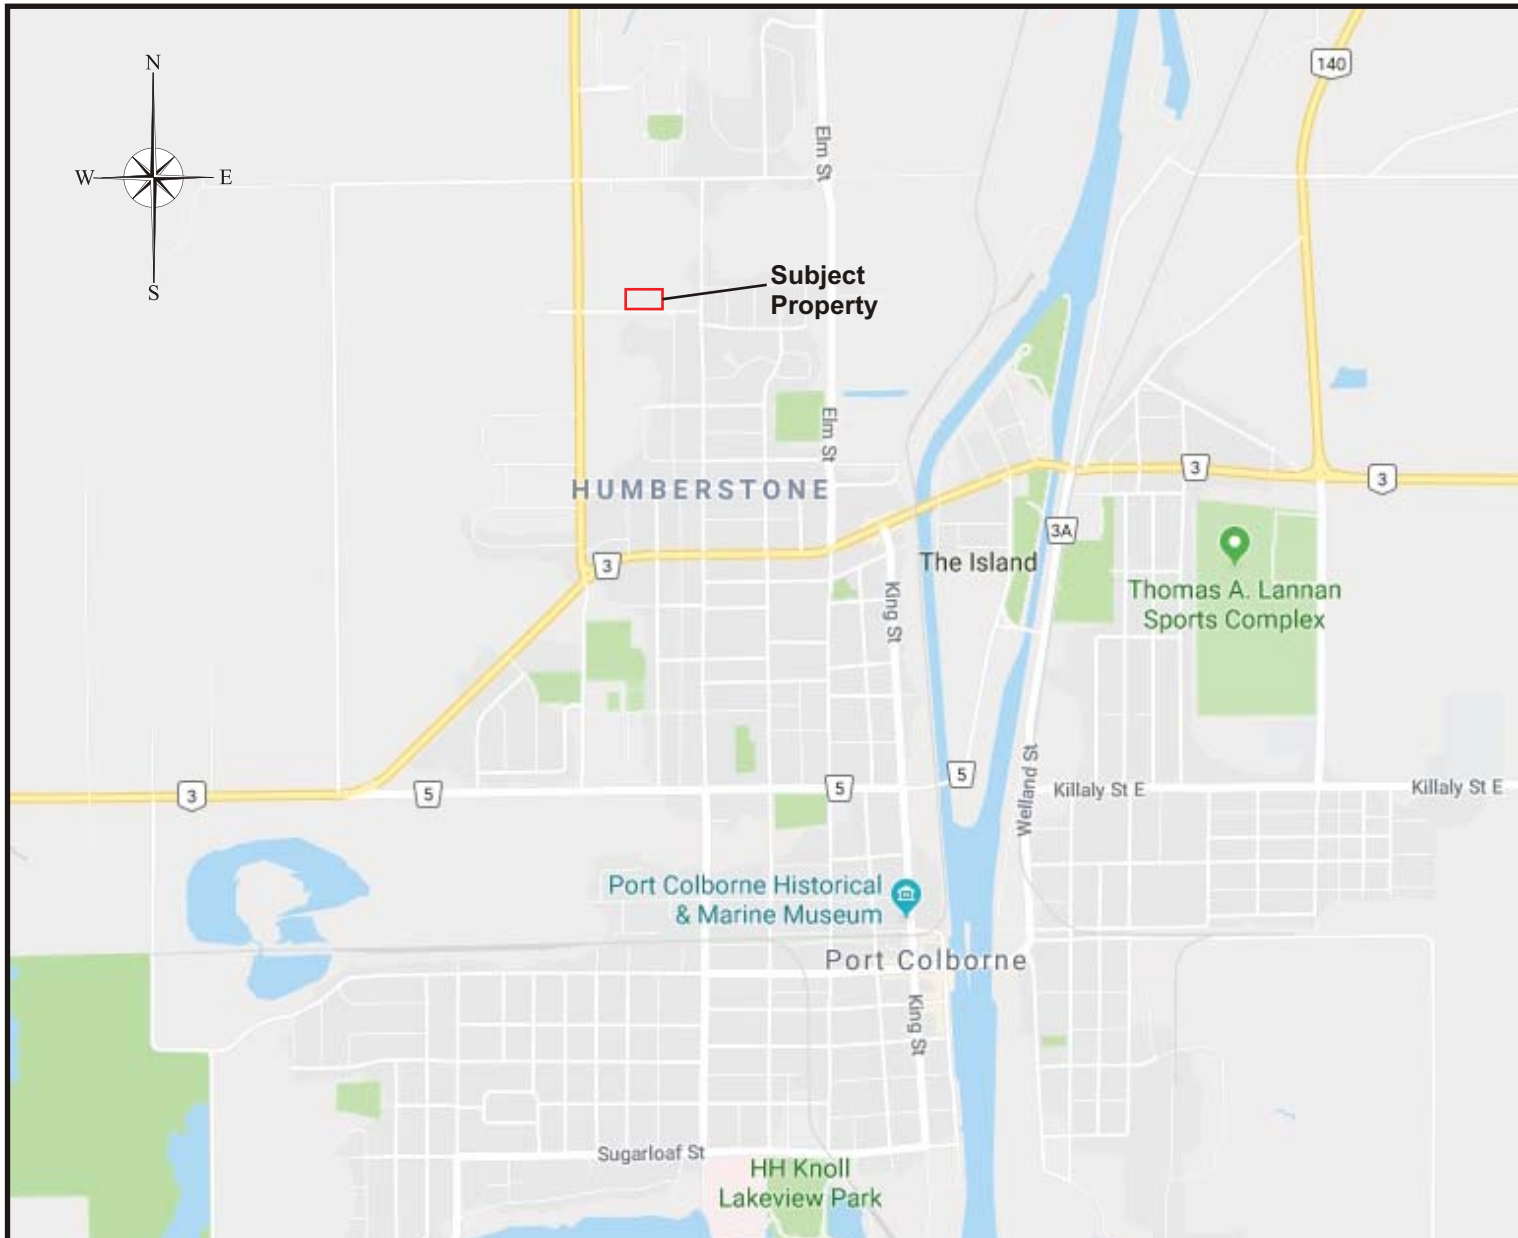 N
140
Elm St
W
E
Subject
Property
S
Elm St
3
3
HUMBERSTONE
3A
3
The Island
King St
Thomas A. Lannan
Sports Complex
5
Welland St
3
5
5
Killaly St E
Killaly St E
Port Colborne Historical
& Marine Museum
Port Colborne
King St
Sugarloaf St
HH Knoll
Lakeview Park